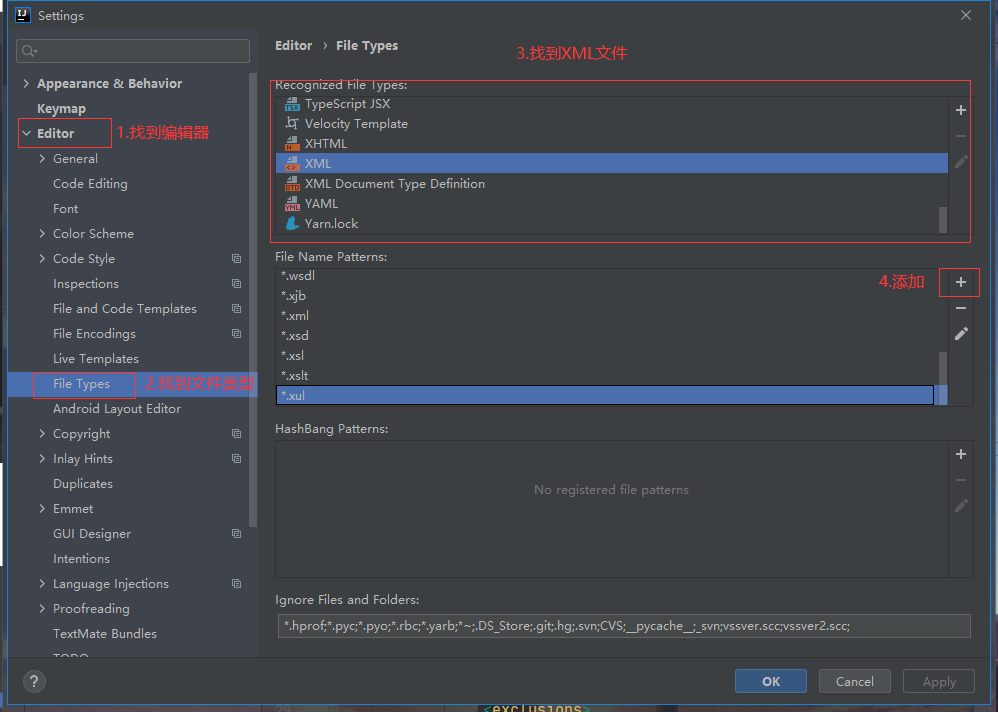 Settings
Appearance & Behavior
Keymap
Editor
1.找到编辑器
General
Code Editing
Font
Color Scheme
Code Style
Inspections
File and Code Templates
File Encodings
Live Templates
File Types
2.找到文件类型
Android Layout Editor
Copyright
Inlay Hints
Duplicates
Emmet
GUI Designer
Intentions
Language Injections
Proofreading
TextMate Bundles
TODO
Editor › File Types
3.找到XML文件
Recognized File Types:
TypeScript JSX
Velocity Template
XHTML
XML
XML Document Type Definition
YAML
Yarn.lock
File Name Patterns:
*.wsdl
*.xjb
*.xml
*.xsd
*.xsl
*.xslt
*.xul
4.添加
HashBang Patterns:
No registered file patterns
Ignore Files and Folders:
*.hprof;*.pyc;*.pyo;*.rbc;*.yarb;*~;.DS_Store;.git;.hg;.svn;CVS;__pycache__;_svn;vssver.scc;vssver2.scc;
?
OK
Cancel
Apply
<exclusions>